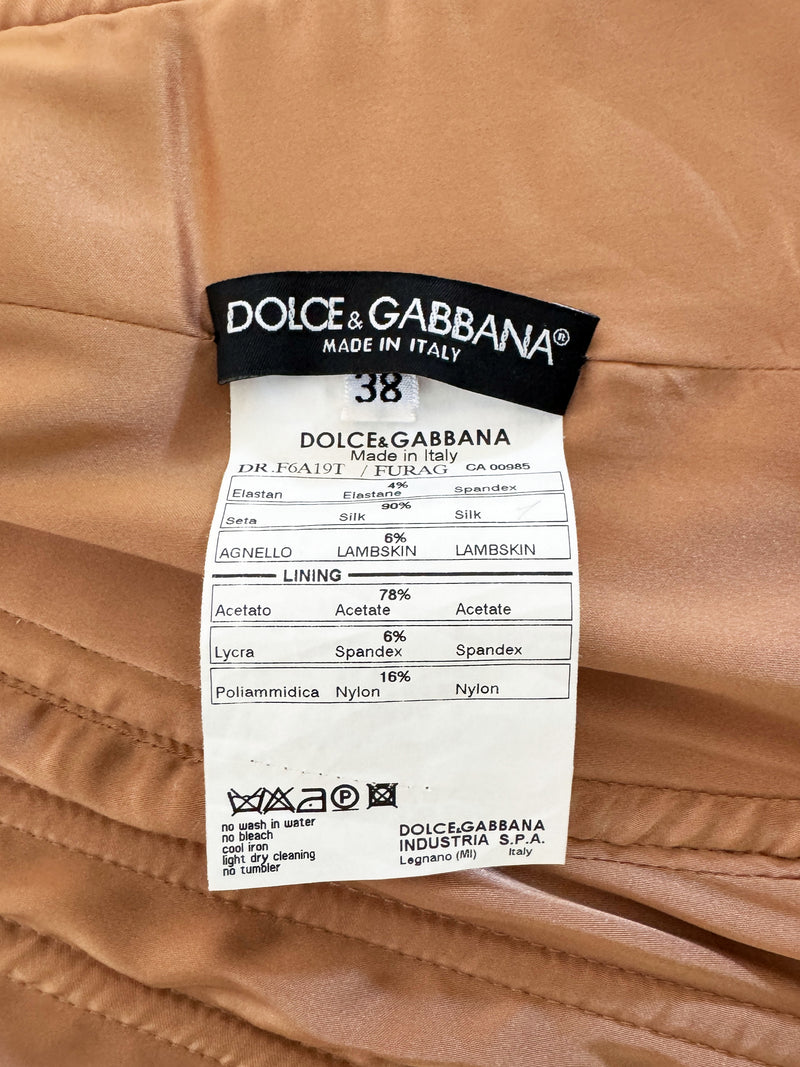 DOLCE & GABBANA®
MADE IN ITALY
38
DOLCE&GABBANA
Made in Italy
DR.F6A19T / FURAG CA 00985
4%
Elastan Elastane Spandex
90%
Seta Silk Silk
6%
AGNELLO LAMBSKIN LAMBSKIN
LINING
78%
Acetato Acetate Acetate
6%
Lycra Spandex Spandex
16%
Poliammidica Nylon Nylon
P
no wash in water
no bleach
cool iron
light dry cleaning
no tumbler
DOLCE&GABBANA
INDUSTRIA S.P.A.
Legnano (MI) Italy